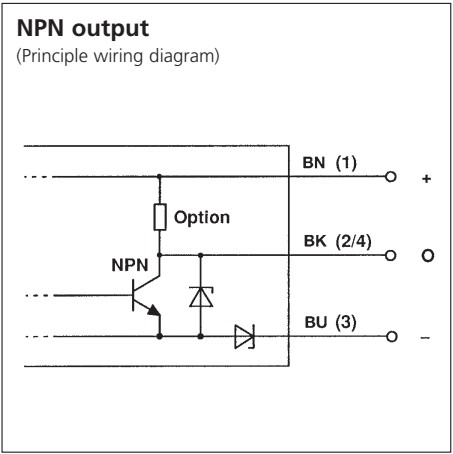 NPN output
(Principle wiring diagram)
BN (1)
+
Option
BK (2/4)
O
NPN
BU (3)
–